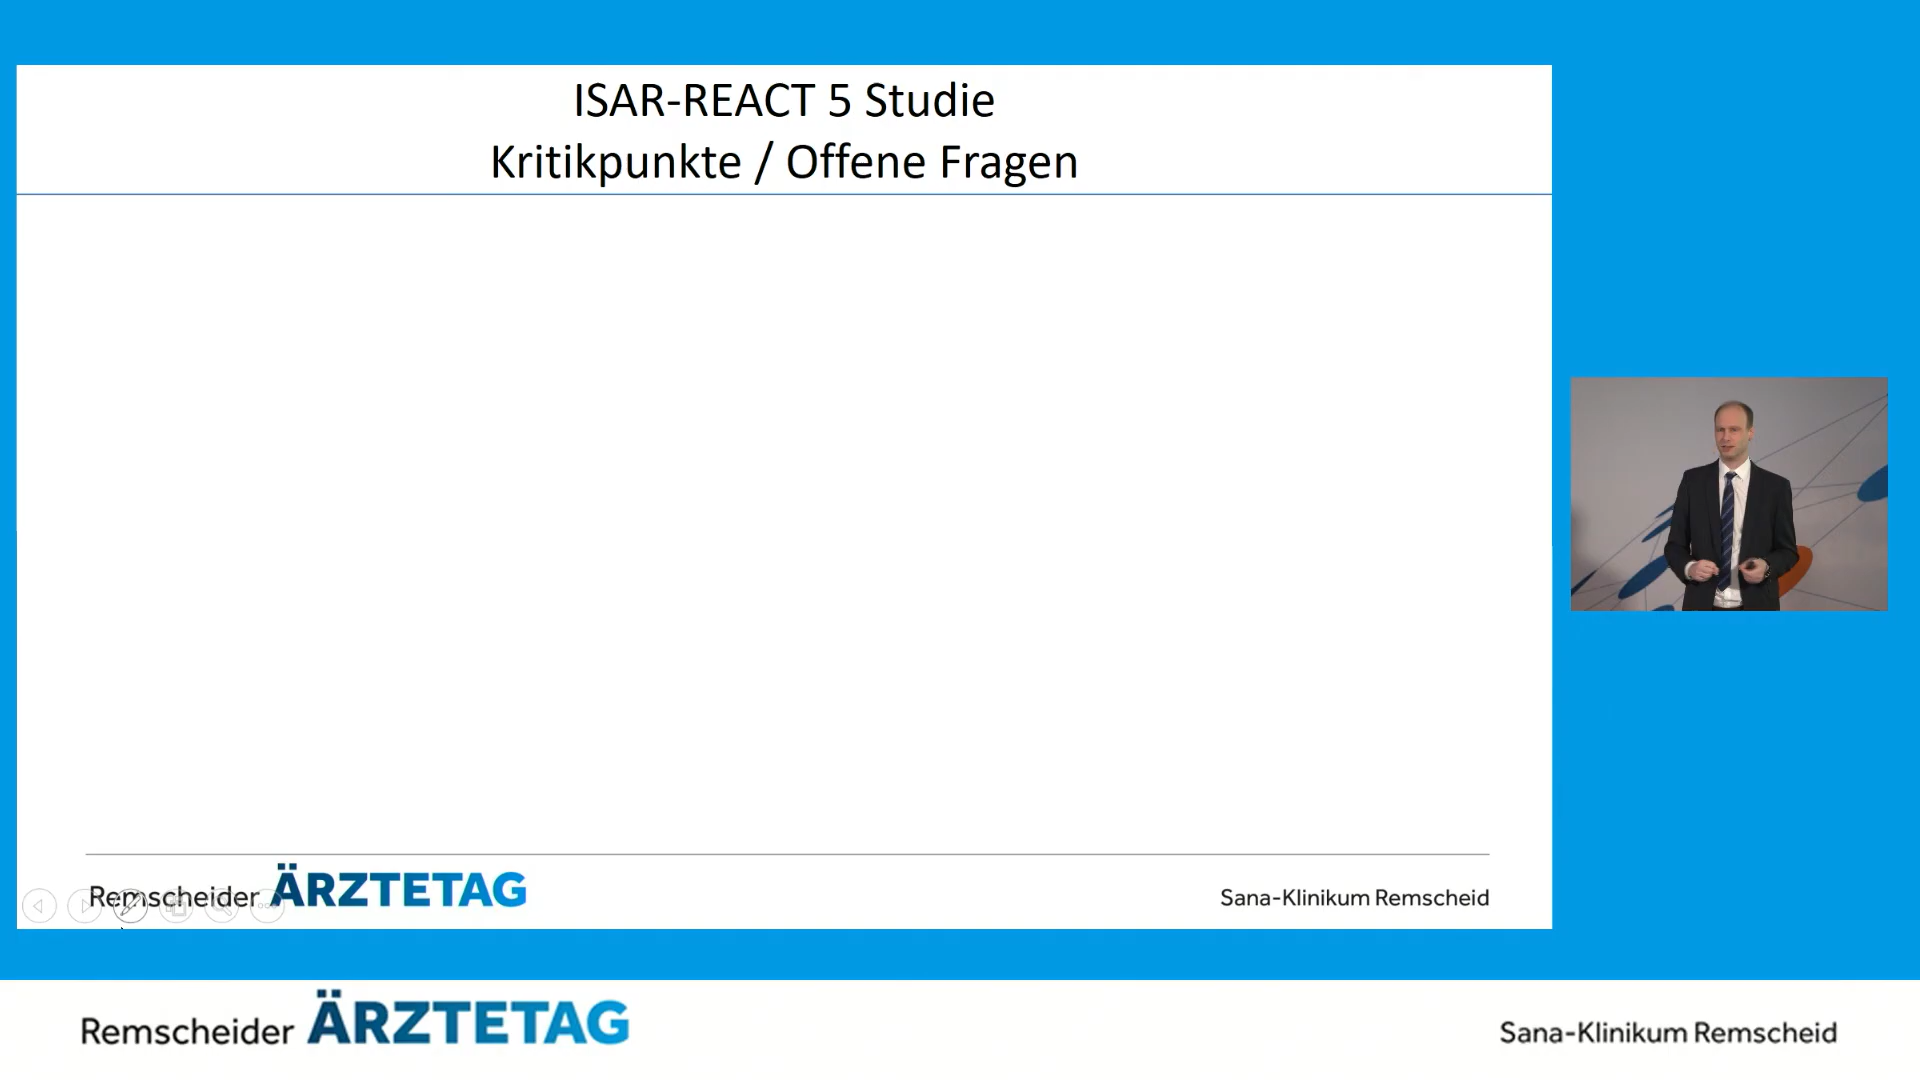 ISAR-REACT 5 Studie
Kritikpunkte / Offene Fragen
Remscheider ÄRZTETAG
Sana-Klinikum Remscheid
Remscheider ÄRZTETAG
Sana-Klinikum Remscheid